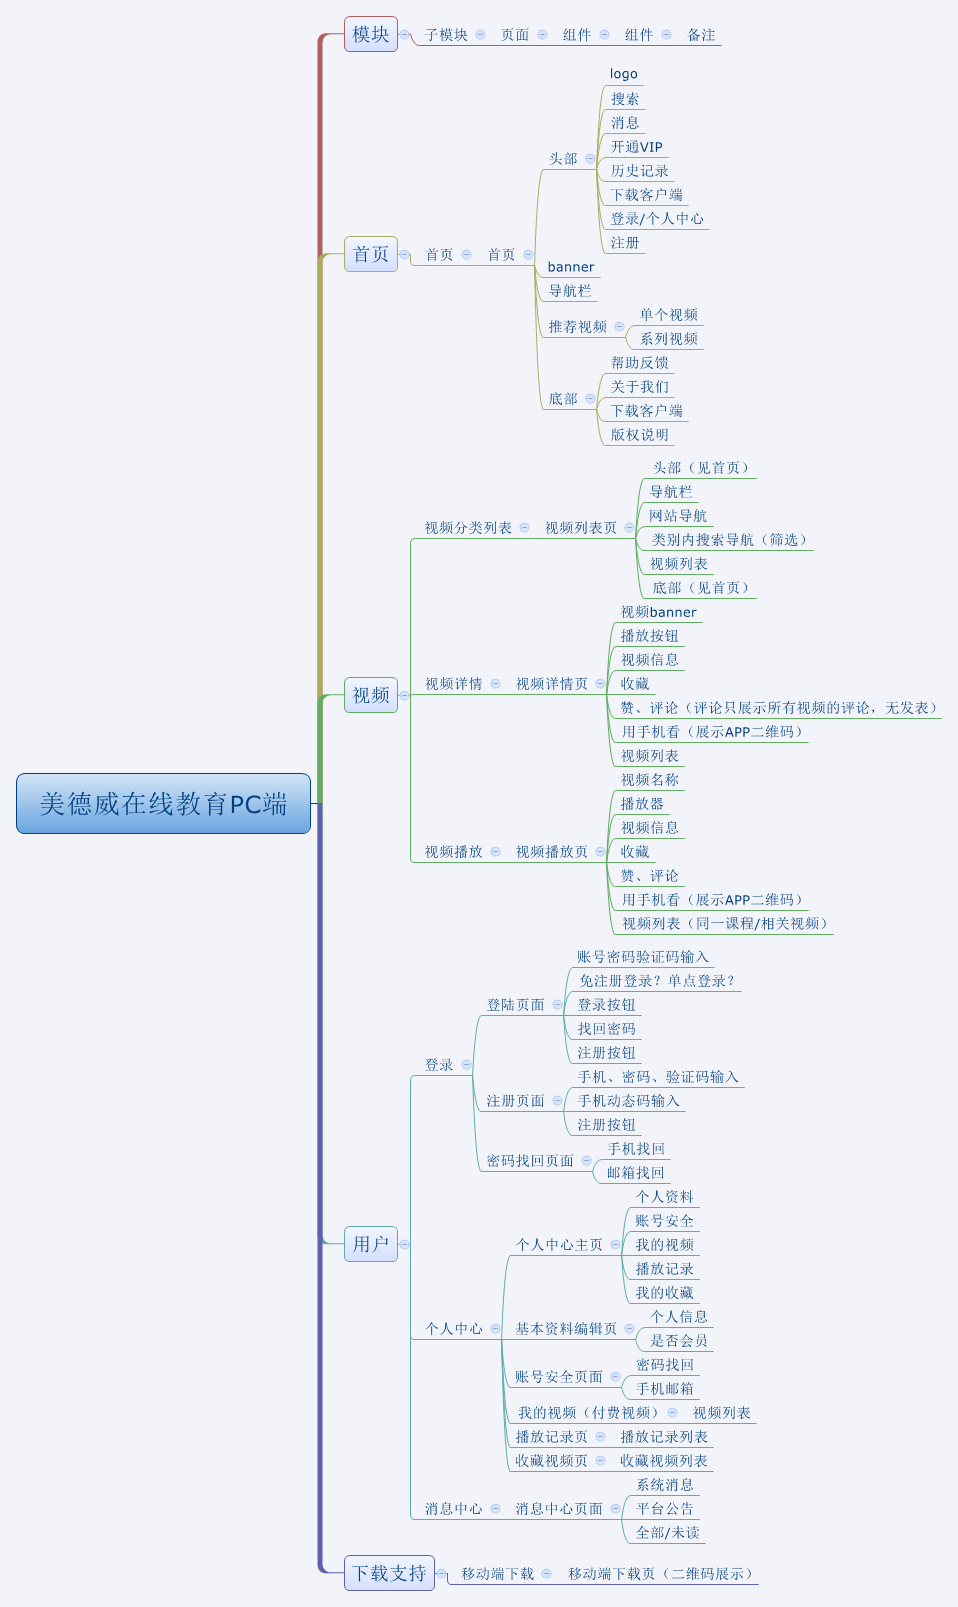 模块
子模块
页面
组件
组件
备注
首页
首页
首页
头部
logo
搜索
消息
开通VIP
历史记录
下载客户端
登录/个人中心
注册
banner
导航栏
推荐视频
单个视频
系列视频
底部
帮助反馈
关于我们
下载客户端
版权说明
美德威在线教育PC端
视频
视频分类列表
视频列表页
头部（见首页）
导航栏
网站导航
类别内搜索导航（筛选）
视频列表
底部（见首页）
视频详情
视频详情页
视频banner
播放按钮
视频信息
收藏
赞、评论（评论只展示所有视频的评论，无发表）
用手机看（展示APP二维码）
视频列表
视频播放
视频播放页
视频名称
播放器
视频信息
收藏
赞、评论
用手机看（展示APP二维码）
视频列表（同一课程/相关视频）
用户
登录
登陆页面
账号密码验证码输入
免注册登录？单点登录？
登录按钮
找回密码
注册按钮
注册页面
手机、密码、验证码输入
手机动态码输入
注册按钮
密码找回页面
手机找回
邮箱找回
个人中心
个人中心主页
个人资料
账号安全
我的视频
播放记录
我的收藏
基本资料编辑页
个人信息
是否会员
账号安全页面
密码找回
手机邮箱
我的视频（付费视频）
视频列表
播放记录页
播放记录列表
收藏视频页
收藏视频列表
消息中心
消息中心页面
系统消息
平台公告
全部/未读
下载支持
移动端下载
移动端下载页（二维码展示）